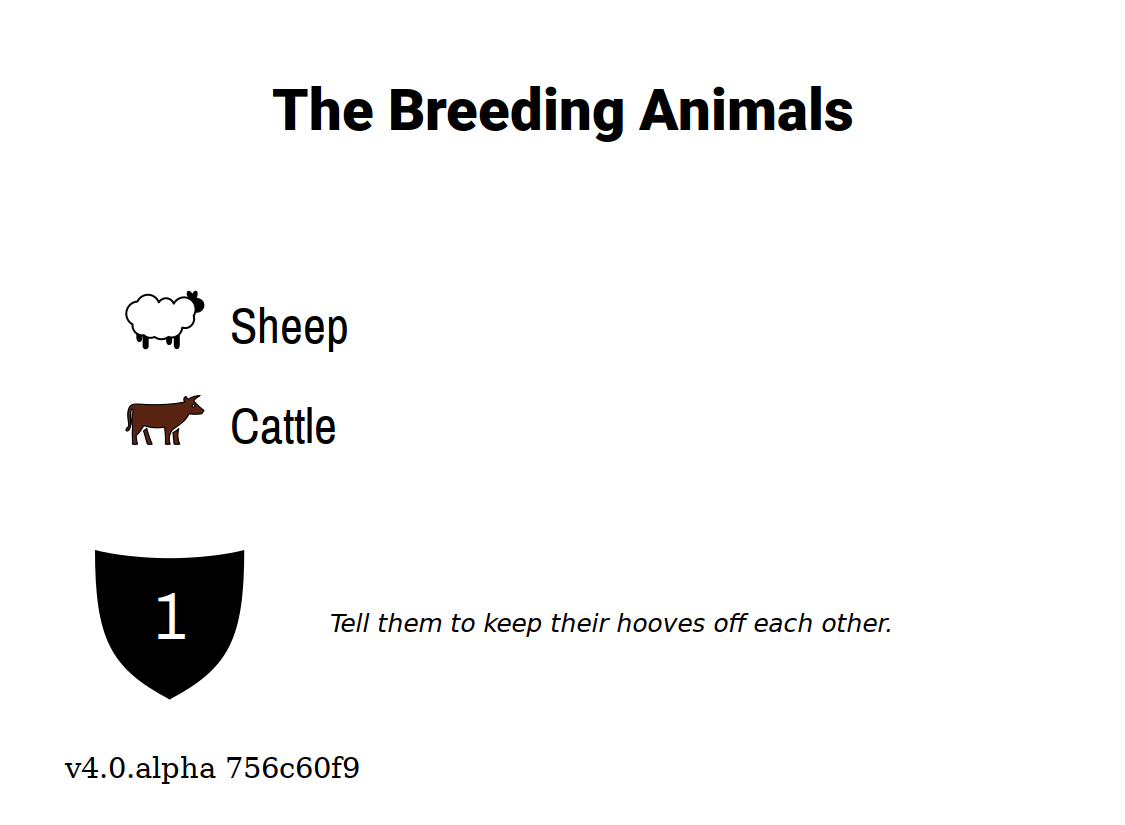 The Breeding Animals
Sheep
Cattle
1
Tell them to keep their hooves off each other.
v4.0.alpha 756c60f9